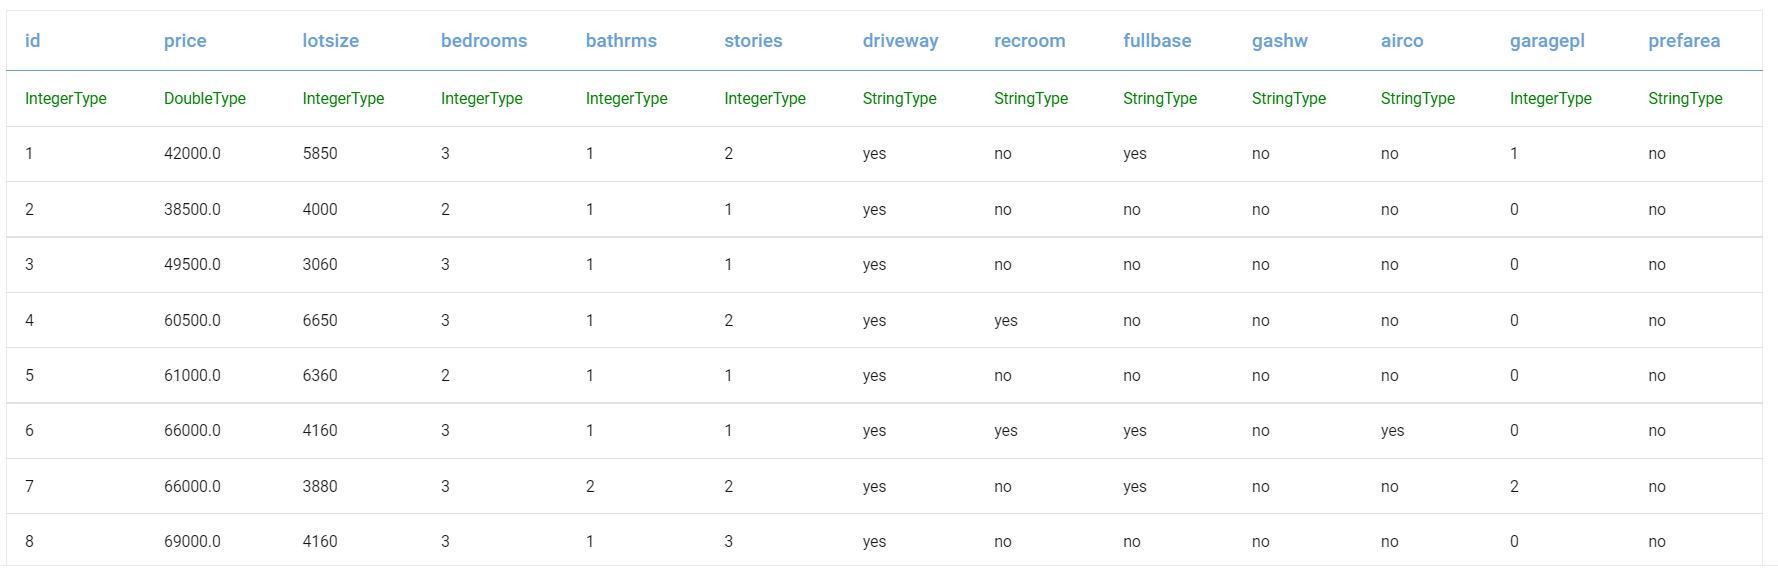 id price lotsize bedrooms bathrms stories driveway recroom fullbase gashw airco garagepl prefarea
IntegerType DoubleType IntegerType IntegerType IntegerType IntegerType StringType StringType StringType StringType StringType IntegerType StringType
1 42000.0 5850 3 1 2 yes no yes no no 1 no
2 38500.0 4000 2 1 1 yes no no no no 0 no
3 49500.0 3060 3 1 1 yes no no no no 0 no
4 60500.0 6650 3 1 2 yes yes no no no 0 no
5 61000.0 6360 2 1 1 yes no no no no 0 no
6 66000.0 4160 3 1 1 yes yes yes no yes 0 no
7 66000.0 3880 3 2 2 yes no yes no no 2 no
8 69000.0 4160 3 1 3 yes no no no no 0 no